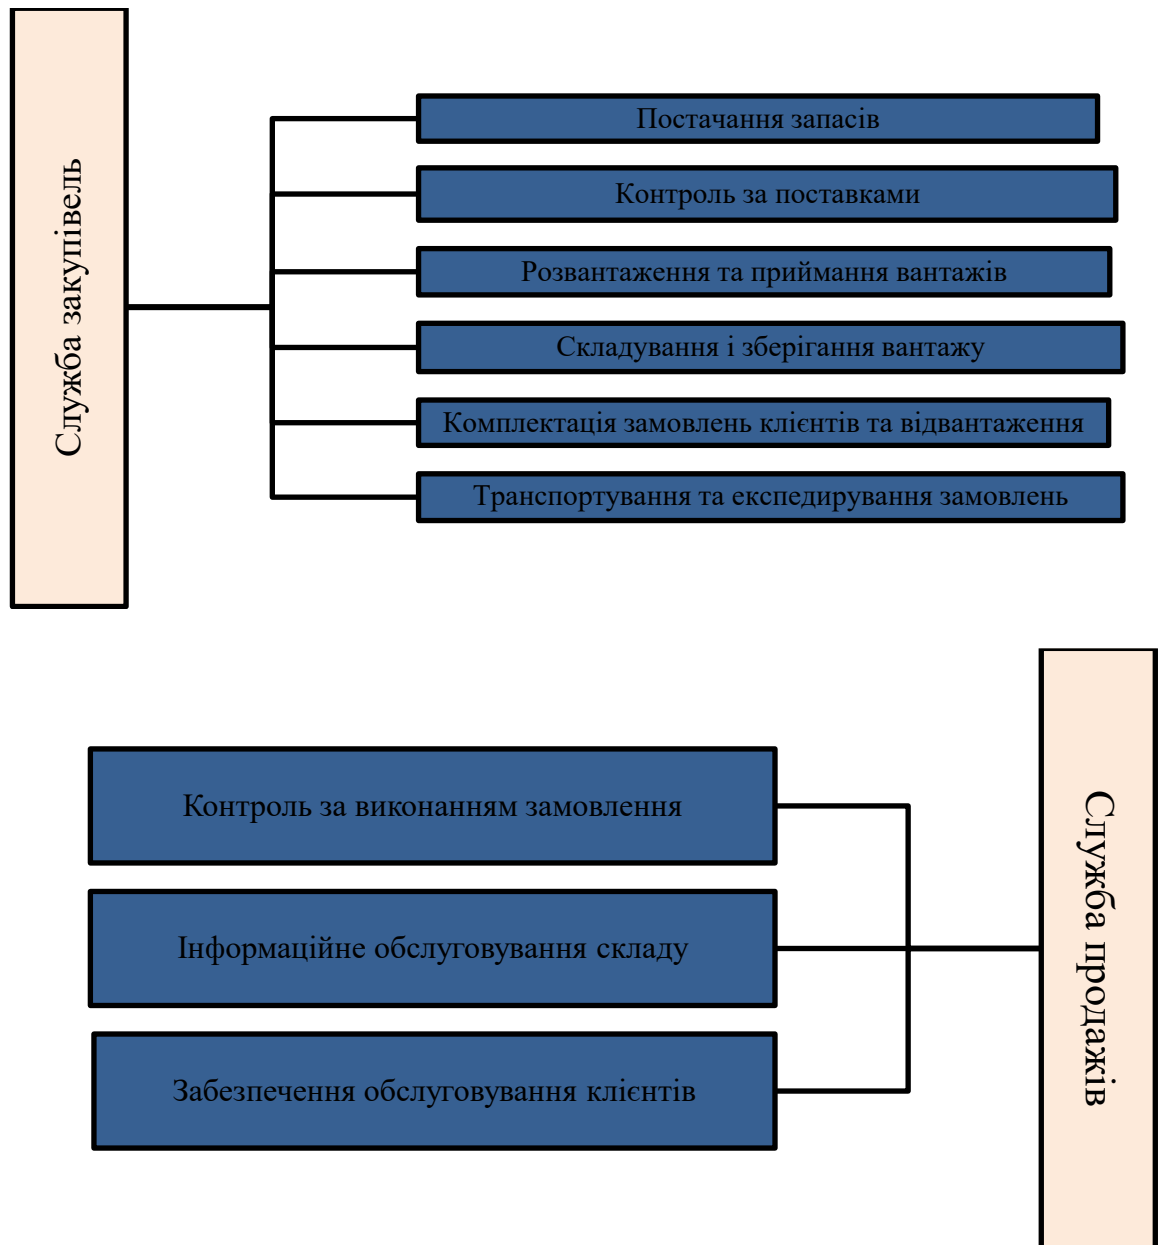 Служба закупівель
Постачання запасів
Контроль за поставками
Розвантаження та приймання вантажів
Складування і зберігання вантажу
Комплектація замовлень клієнтів та відвантаження
Транспортування та експедирування замовлень
Контроль за виконанням замовлення
Інформаційне обслуговування складу
Забезпечення обслуговування клієнтів
Служба продажів